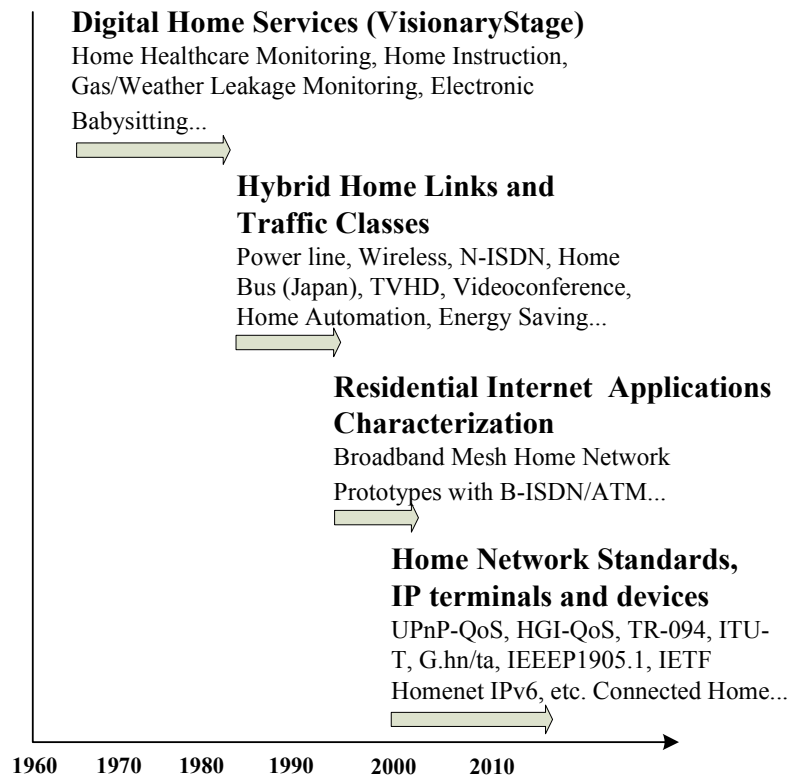 Digital Home Services (VisionaryStage)
Home Healthcare Monitoring, Home Instruction,
Gas/Weather Leakage Monitoring, Electronic
Babysitting...
Hybrid Home Links and
Traffic Classes
Power line, Wireless, N-ISDN, Home
Bus (Japan), TVHD, Videoconference,
Home Automation, Energy Saving...
Residential Internet Applications
Characterization
Broadband Mesh Home Network
Prototypes with B-ISDN/ATM...
Home Network Standards,
IP terminals and devices
UPnP-QoS, HGI-QoS, TR-094, ITU-
T, G.hn/ta, IEEEP1905.1, IETF
Homenet IPv6, etc. Connected Home...
1960 1970 1980 1990 2000 2010